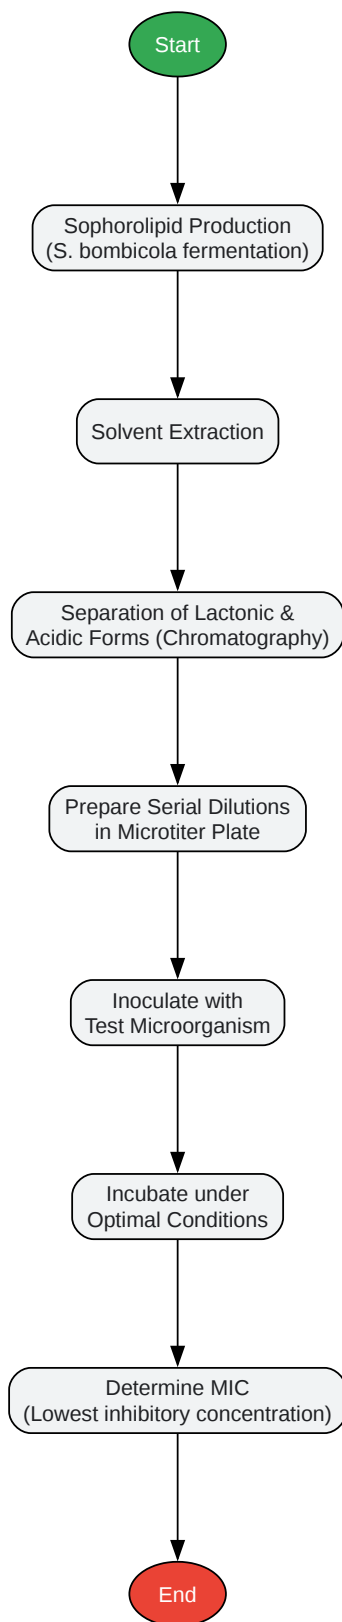 Start
Sophorolipid Production
(S. bombicola fermentation)
Solvent Extraction
Separation of Lactonic &
Acidic Forms (Chromatography)
Prepare Serial Dilutions
in Microtiter Plate
Inoculate with
Test Microorganism
Incubate under
Optimal Conditions
Determine MIC
(Lowest inhibitory concentration)
End